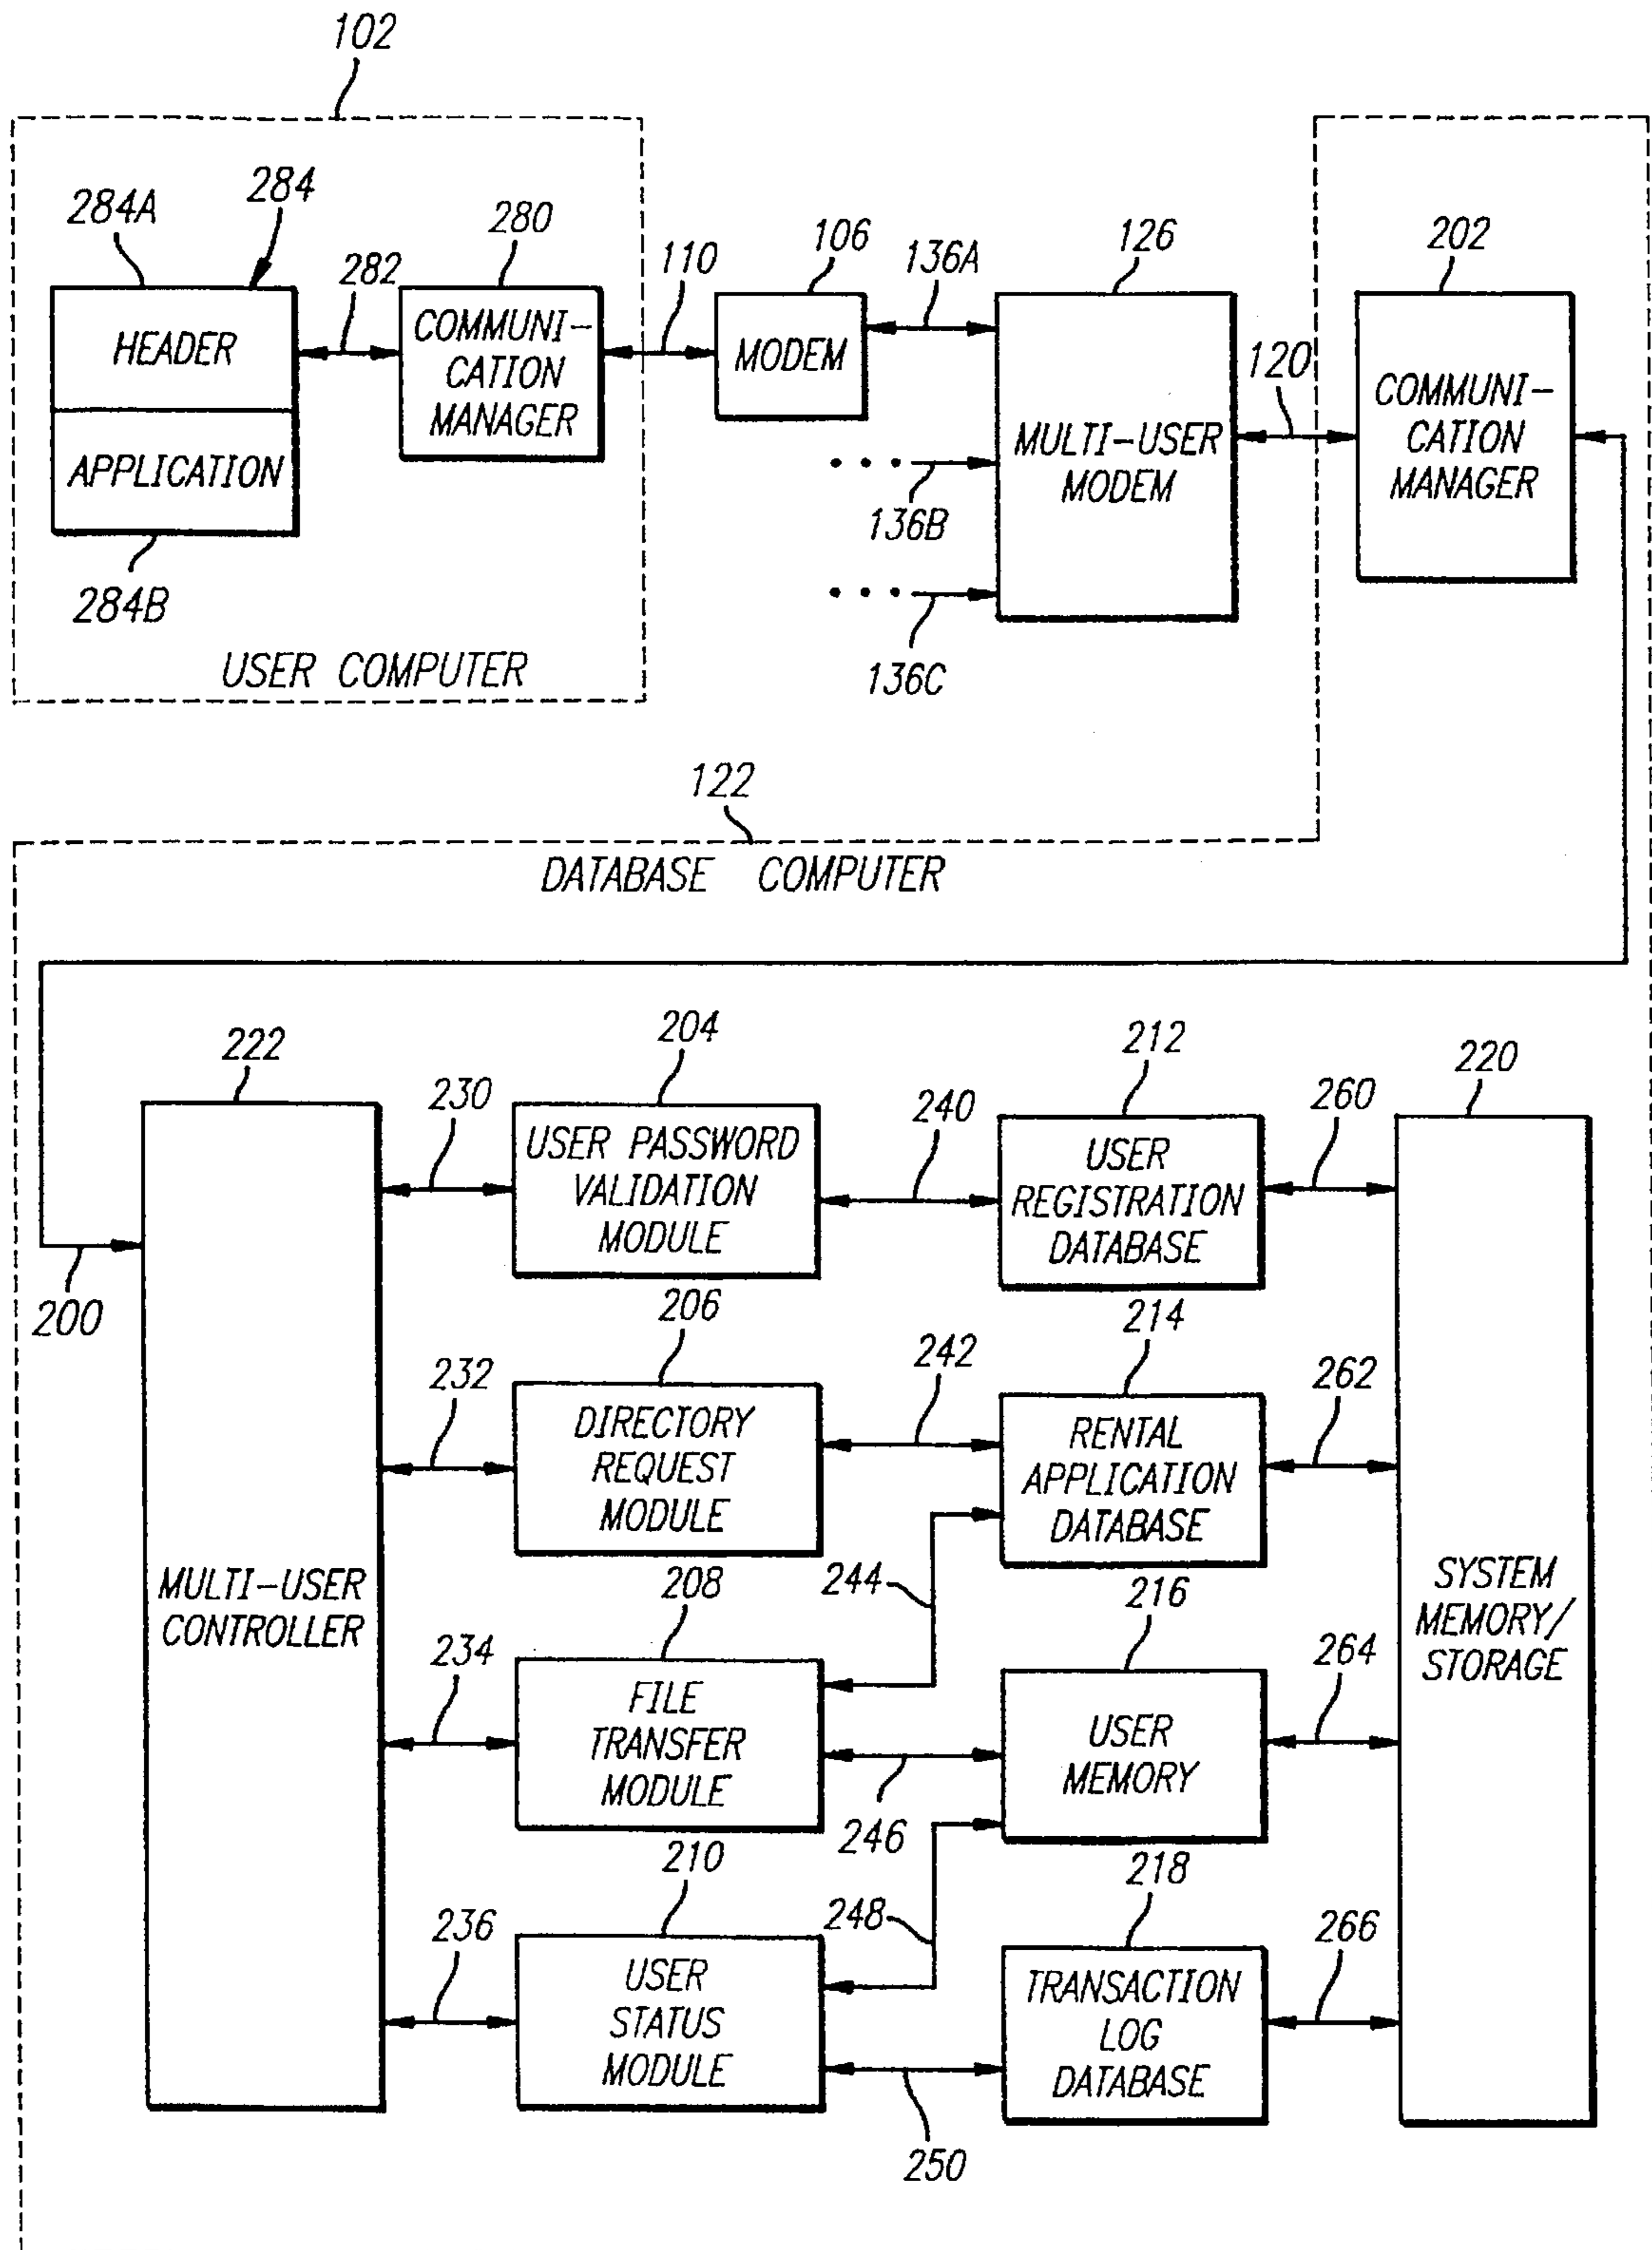 102
284A
284
282
280
110
106
136A
126
120
202
HEADER
APPLICATION
COMMUNI-
CATION
MANAGER
MODEM
MULTI-USER
MODEM
COMMUNI-
CATION
MANAGER
284B
136B
136C
USER COMPUTER
122
DATABASE COMPUTER
222
204
212
220
230
240
260
USER PASSWORD
VALIDATION
MODULE
USER
REGISTRATION
DATABASE
200
206
214
232
242
262
DIRECTORY
REQUEST
MODULE
RENTAL
APPLICATION
DATABASE
MULTI-USER
CONTROLLER
SYSTEM
MEMORY/
STORAGE
208
244
216
234
264
FILE
TRANSFER
MODULE
USER
MEMORY
246
210
248
218
236
266
USER
STATUS
MODULE
TRANSACTION
LOG
DATABASE
250